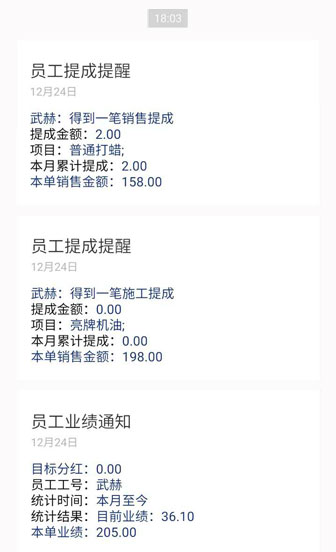 18:03
员工提成提醒
12月24日
武赫：得到一笔销售提成
提成金额：2.00
项目：普通打蜡;
本月累计提成：2.00
本单销售金额：158.00
员工提成提醒
12月24日
武赫：得到一笔施工提成
提成金额：0.00
项目：亮牌机油;
本月累计提成：0.00
本单销售金额：198.00
员工业绩通知
12月24日
目标分红：0.00
员工工号：武赫
统计时间：本月至今
统计结果：目前业绩：36.10
本单业绩：205.00